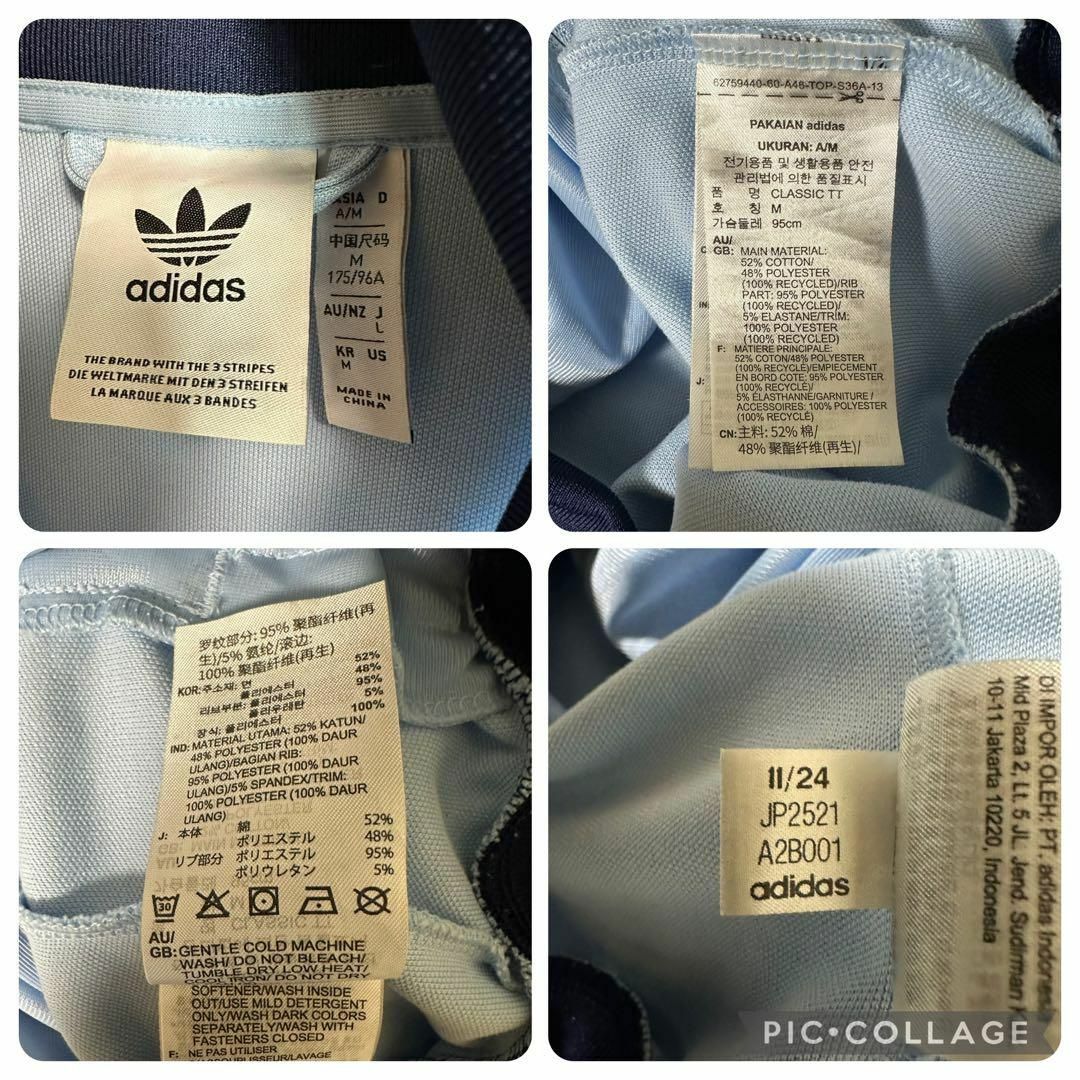 adidas
THE BRAND WITH THE 3 STRIPES
DIE WELTMARKE MIT DEN 3 STREIFEN
LA MARQUE AUX 3 BANDES
ASIA D
A/M
中国尺码
M
175/96A
AU/NZ J
L
KR US
M
MADE IN
CHINA
1/2
62759440-60-A48-TOP-S36A-13
PAKAIAN adidas
UKURAN: A/M
전기용품 및 생활용품 안전
관리법에 의한 품질표시
품 명 CLASSIC TT
호 칭 M
가슴둘레 95cm
AU/
GB: MAIN MATERIAL:
52% COTTON/
48% POLYESTER
(100% RECYCLED)/RIB
PART: 95% POLYESTER
(100% RECYCLED)/
5% ELASTANE/TRIM:
100% POLYESTER
(100% RECYCLED)
F: MATIERE PRINCIPALE:
52% COTON/48% POLYESTER
(100% RECYCLÉ)/EMPIECEMENT
EN BORD COTE: 95% POLYESTER
(100% RECYCLÉ)/
5% ÉLASTHANNE/GARNITURE /
ACCESSOIRES: 100% POLYESTER
(100% RECYCLÉ)
CN: 主料: 52% 棉/
48% 聚酯纤维(再生)/
罗纹部分: 95% 聚酯纤维(再
生)/5% 氨纶/滚边:
100% 聚酯纤维(再生)
KOR: 주소재: 면 52%
폴리에스터 48%
리브부분: 폴리에스터 95%
폴리우레탄 5%
장식: 폴리에스터 100%
IND: MATERIAL UTAMA: 52% KATUN/
48% POLYESTER (100% DAUR
ULANG)/BAGIAN RIB:
95% POLYESTER (100% DAUR
ULANG)/5% SPANDEX/TRIM:
100% POLYESTER (100% DAUR
ULANG)
J: 本体 綿 52%
ポリエステル 48%
リブ部分 ポリエステル 95%
ポリウレタン 5%
30
AU/
GB: GENTLE COLD MACHINE
WASH/ DO NOT BLEACH/
TUMBLE DRY LOW HEAT/
COOL IRON/ DO NOT DRY
SOFTENER/WASH INSIDE
OUT/USE MILD DETERGENT
ONLY/WASH DARK COLORS
SEPARATELY/WASH WITH
FASTENERS CLOSED
F: NE PAS UTILISER
11/24
JP2521
A2B001
adidas
DI IMPOR OLEH: PT. adidas Indonesia
Mid Plaza 2, Lt. 5 JL. Jend. Sudirman
10-11 Jakarta 10220, Indonesia
PIC•COLLAGE